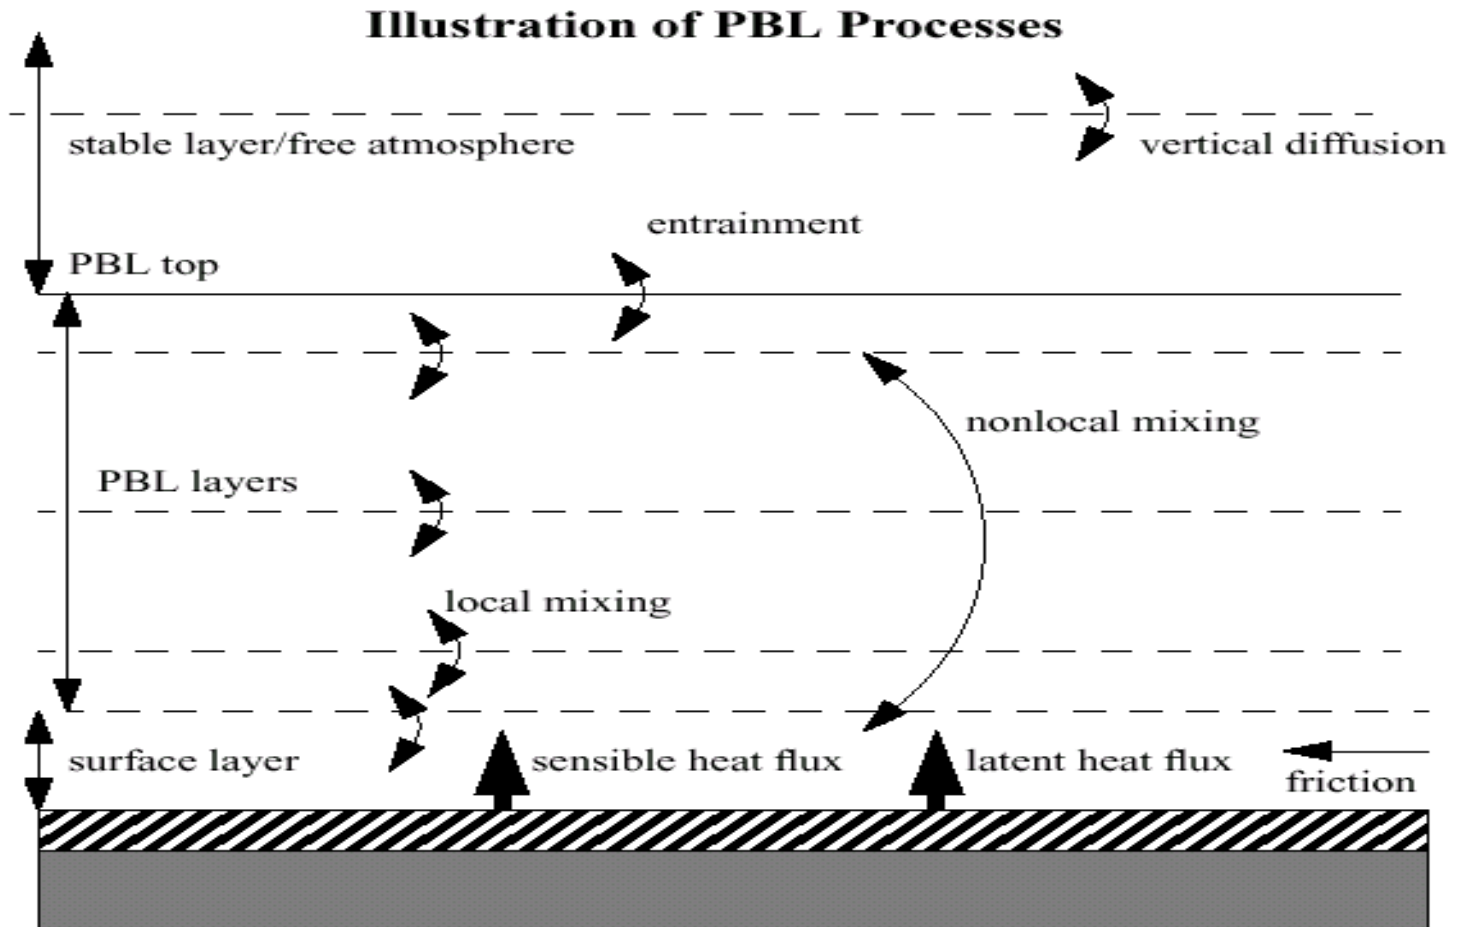 Illustration of PBL Processes
stable layer/free atmosphere
vertical diffusion
entrainment
PBL top
nonlocal mixing
PBL layers
local mixing
surface layer
sensible heat flux
latent heat flux
friction